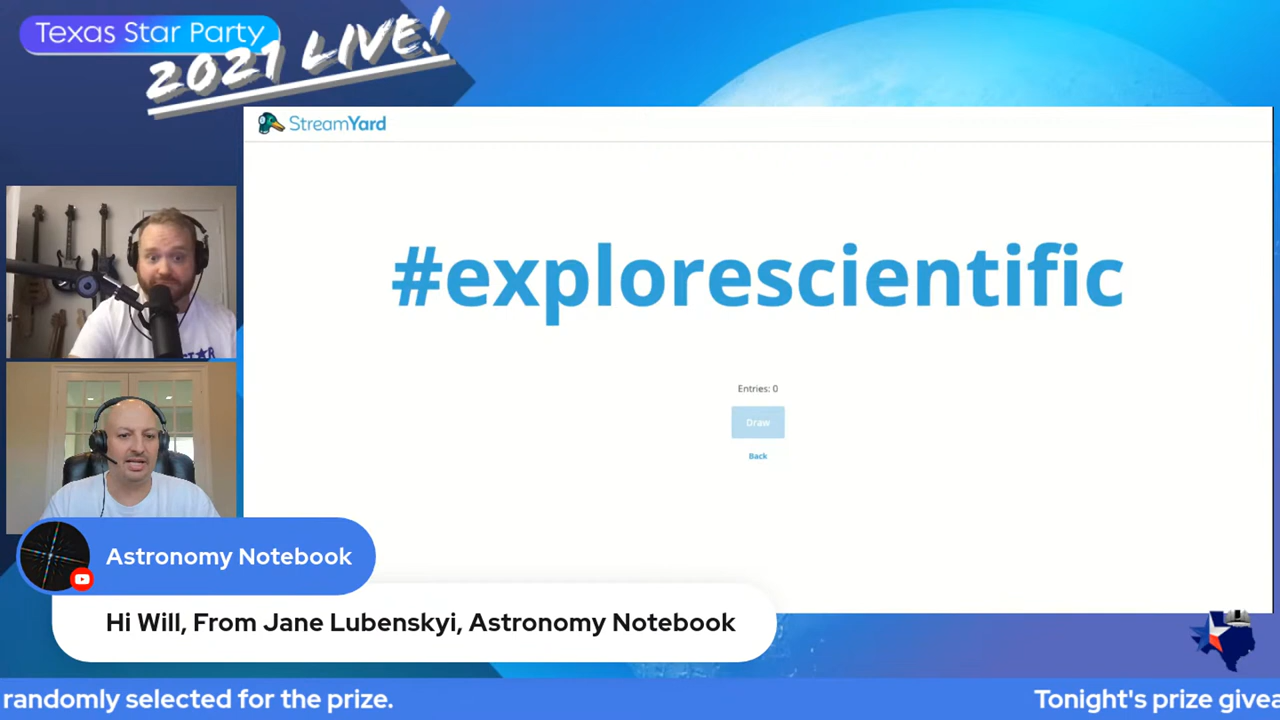 Texas Star Party
2021 LIVE!
StreamYard
#explorescientific
Entries: 0
Draw
Back
Astronomy Notebook
Hi Will, From Jane Lubenskyi, Astronomy Notebook
randomly selected for the prize.
Tonight's prize givea